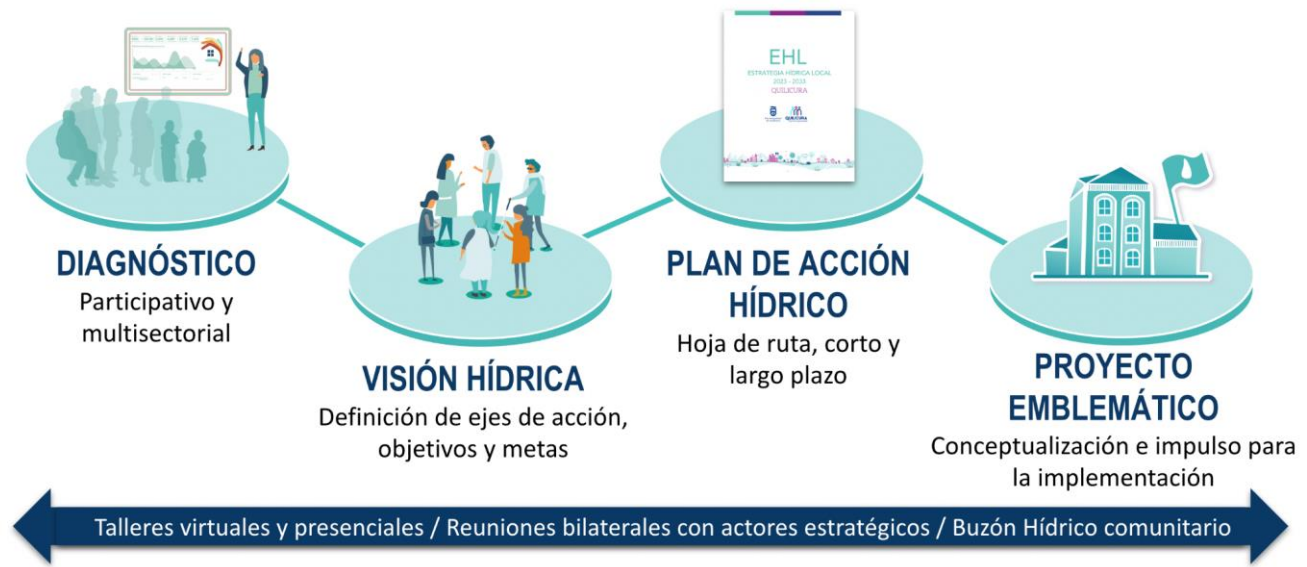 EHL
ESTRATEGIA HÍDRICA LOCAL
QUILICURA
QUILICURA
DIAGNÓSTICO
Participativo y
multisectorial
VISIÓN HÍDRICA
Definición de ejes de acción,
objetivos y metas
PLAN DE ACCIÓN
HÍDRICO
Hoja de ruta, corto y
largo plazo
PROYECTO
EMBLEMÁTICO
Conceptualización e impulso para
la implementación
Talleres virtuales y presenciales / Reuniones bilaterales con actores estratégicos / Buzón Hídrico comunitario